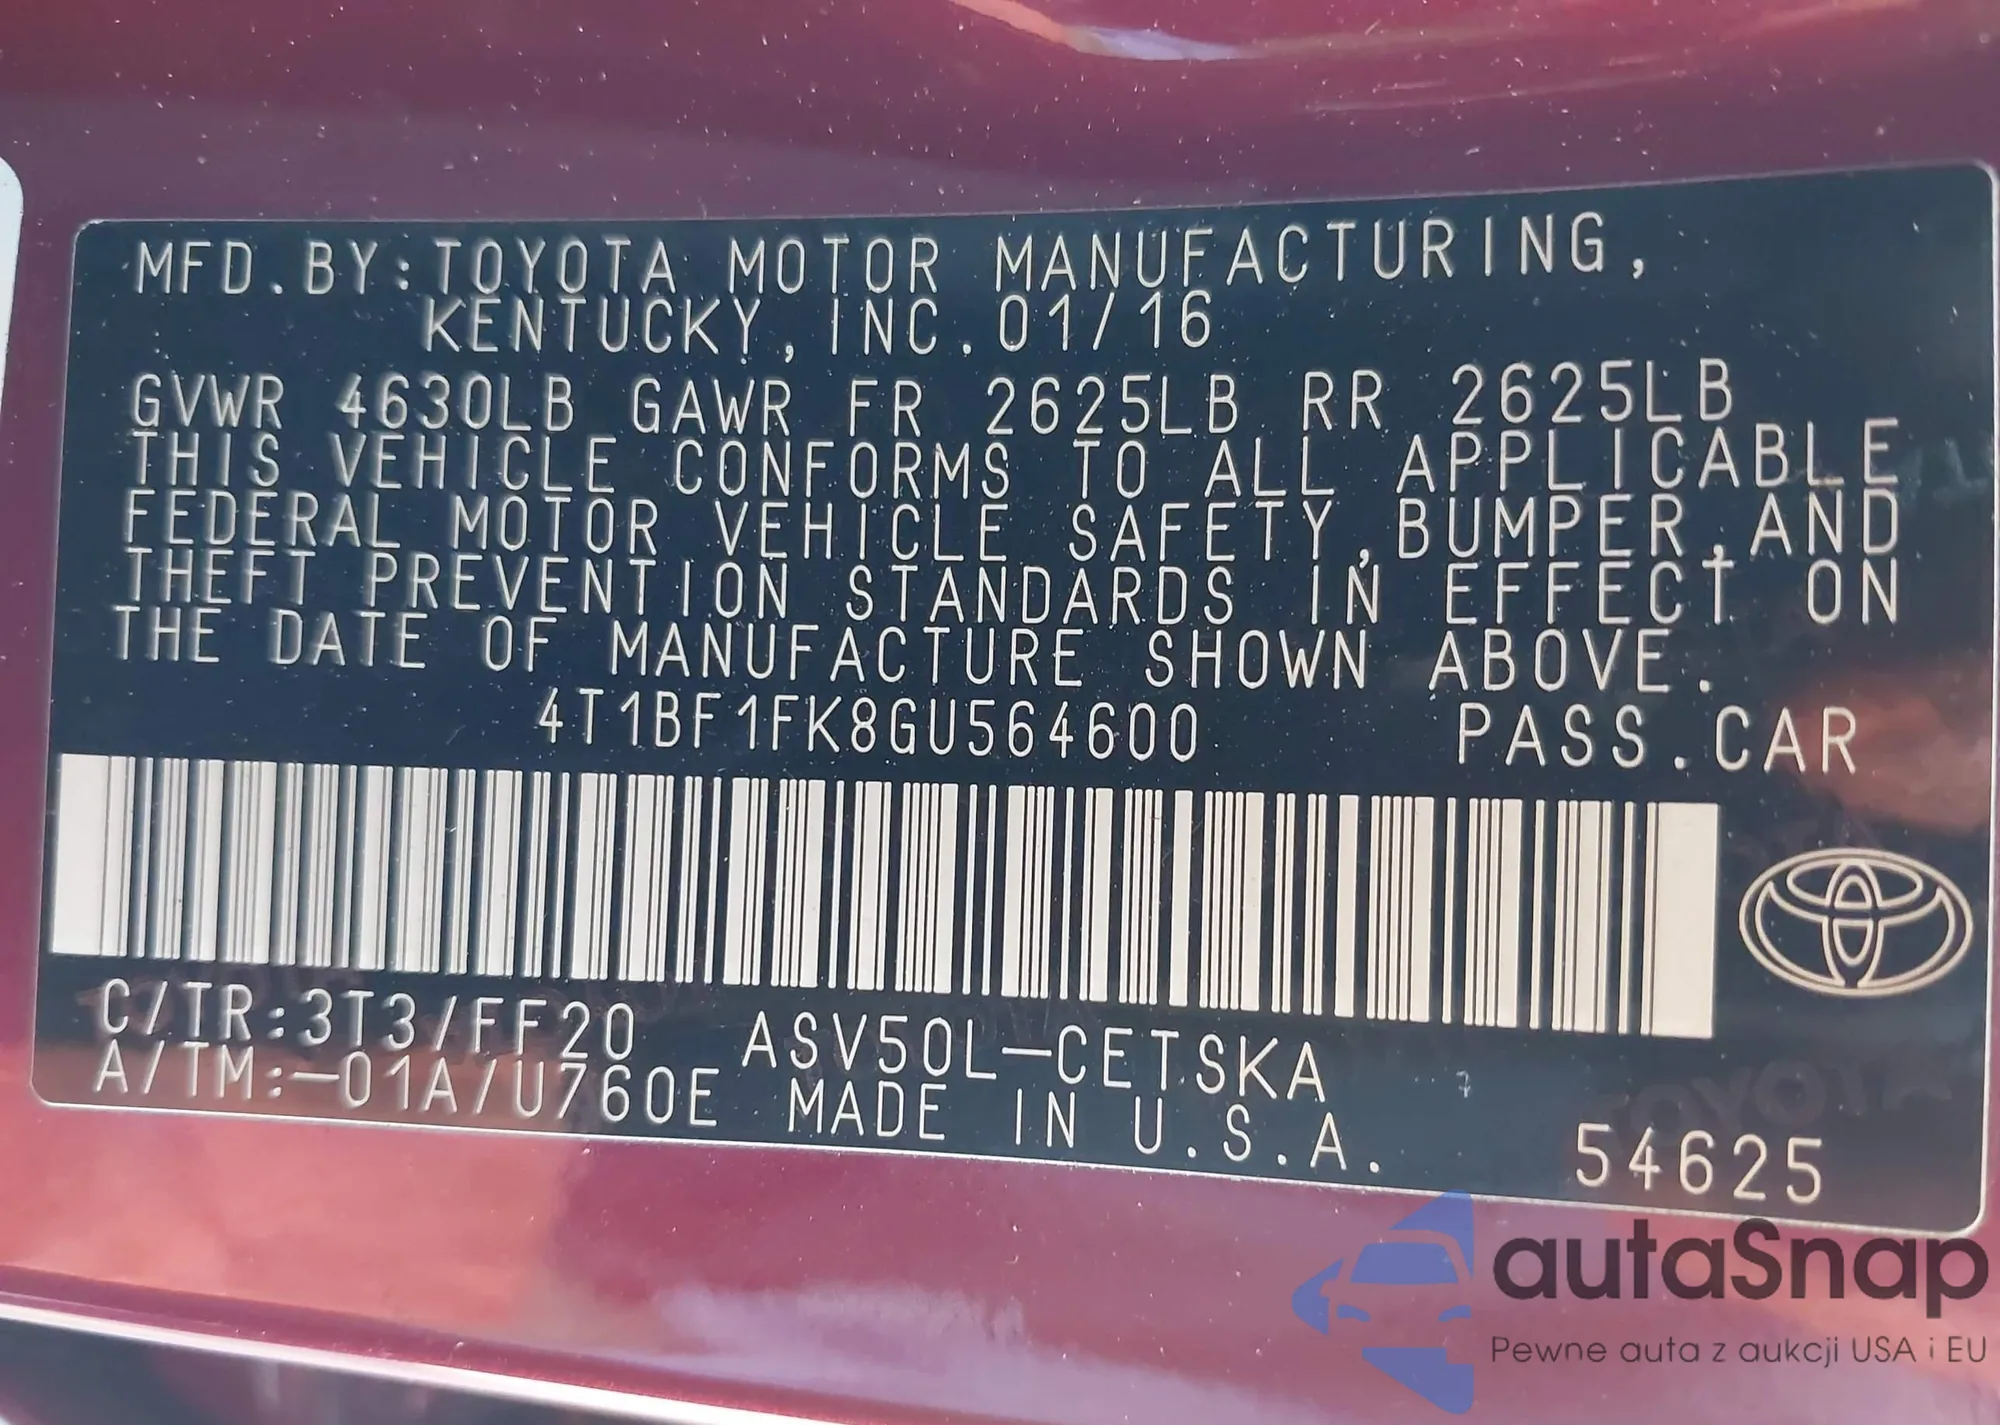 MFD.BY:TOYOTA MOTOR MANUFACTURING,
KENTUCKY, INC. 01/16
GVWR 4630LB GAWR FR 2625LB RR 2625LB
THIS VEHICLE CONFORMS TO ALL APPLICABLE
FEDERAL MOTOR VEHICLE SAFETY,BUMPER,AND
THEFT PREVENTION STANDARDS IN EFFECT ON
THE DATE OF MANUFACTURE SHOWN ABOVE.
4T1BF1FK8GU564600 PASS.CAR
C/TR:3T3/FF20 ASV50L-CETSKA
A/TM:-01A/U760E MADE IN U.S.A.
54625
autaSnap
Pewne auta z aukcji USA i EU